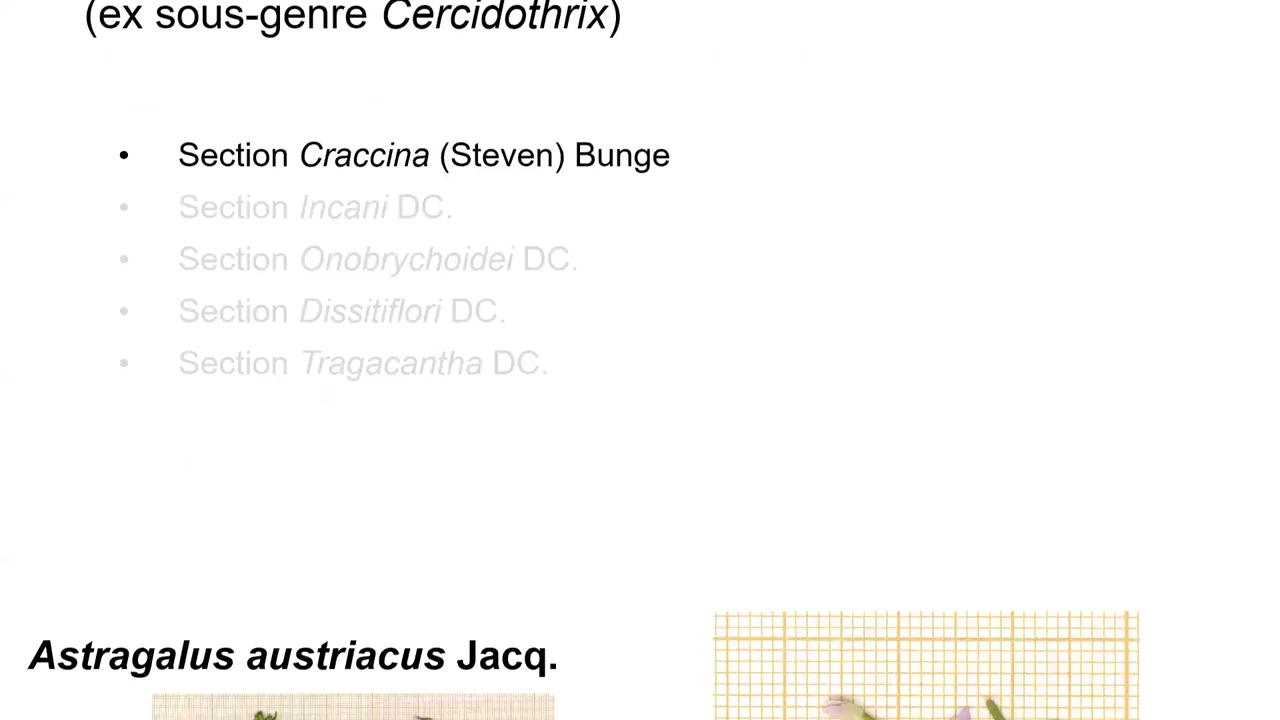 (ex sous-genre Cercidothrix)
• Section Craccina (Steven) Bunge
• Section Incani DC.
• Section Onobrychoidei DC.
• Section Dissitiflori DC.
• Section Tragacantha DC.
Astragalus austriacus Jacq.